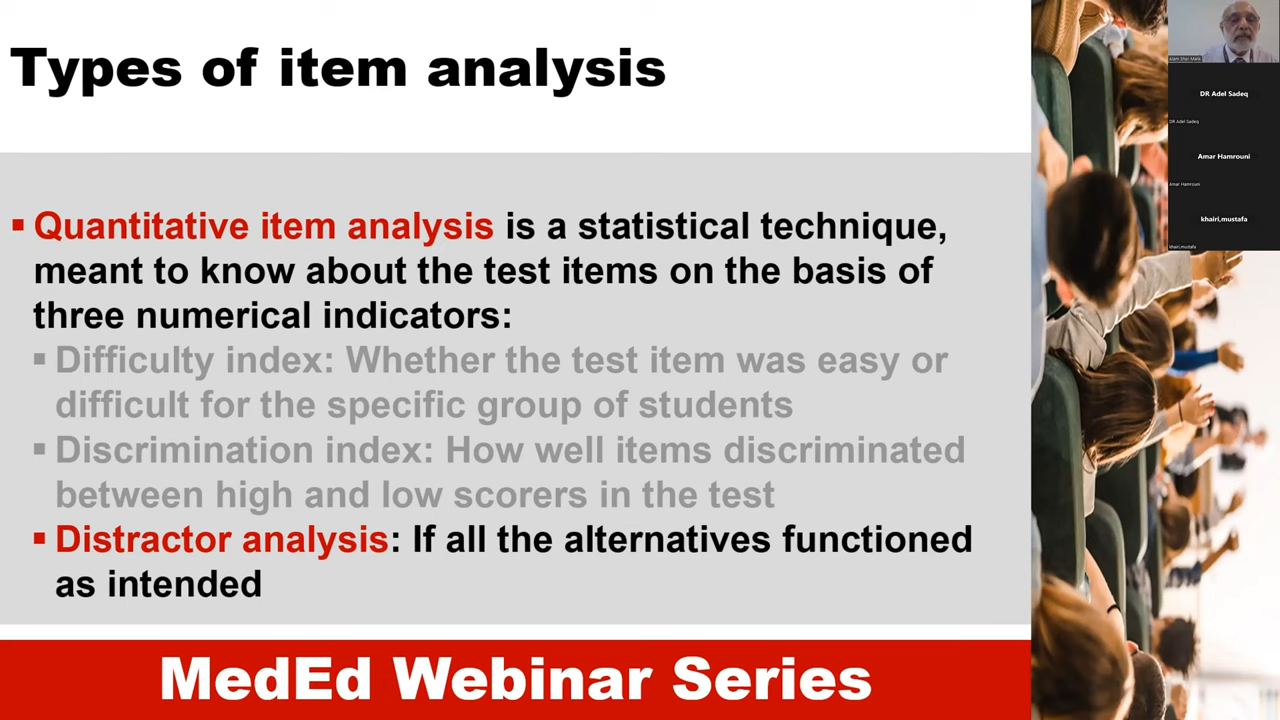 Types of item analysis
▪ Quantitative item analysis is a statistical technique,
meant to know about the test items on the basis of
three numerical indicators:
▪ Difficulty index: Whether the test item was easy or
difficult for the specific group of students
▪ Discrimination index: How well items discriminated
between high and low scorers in the test
▪ Distractor analysis: If all the alternatives functioned
as intended
MedEd Webinar Series
Alam Sher Malik
DR Adel Sadeq
DR Adel Sadeq
Amar Hamrouni
Amar Hamrouni
khairi,mustafa
khairi,mustafa